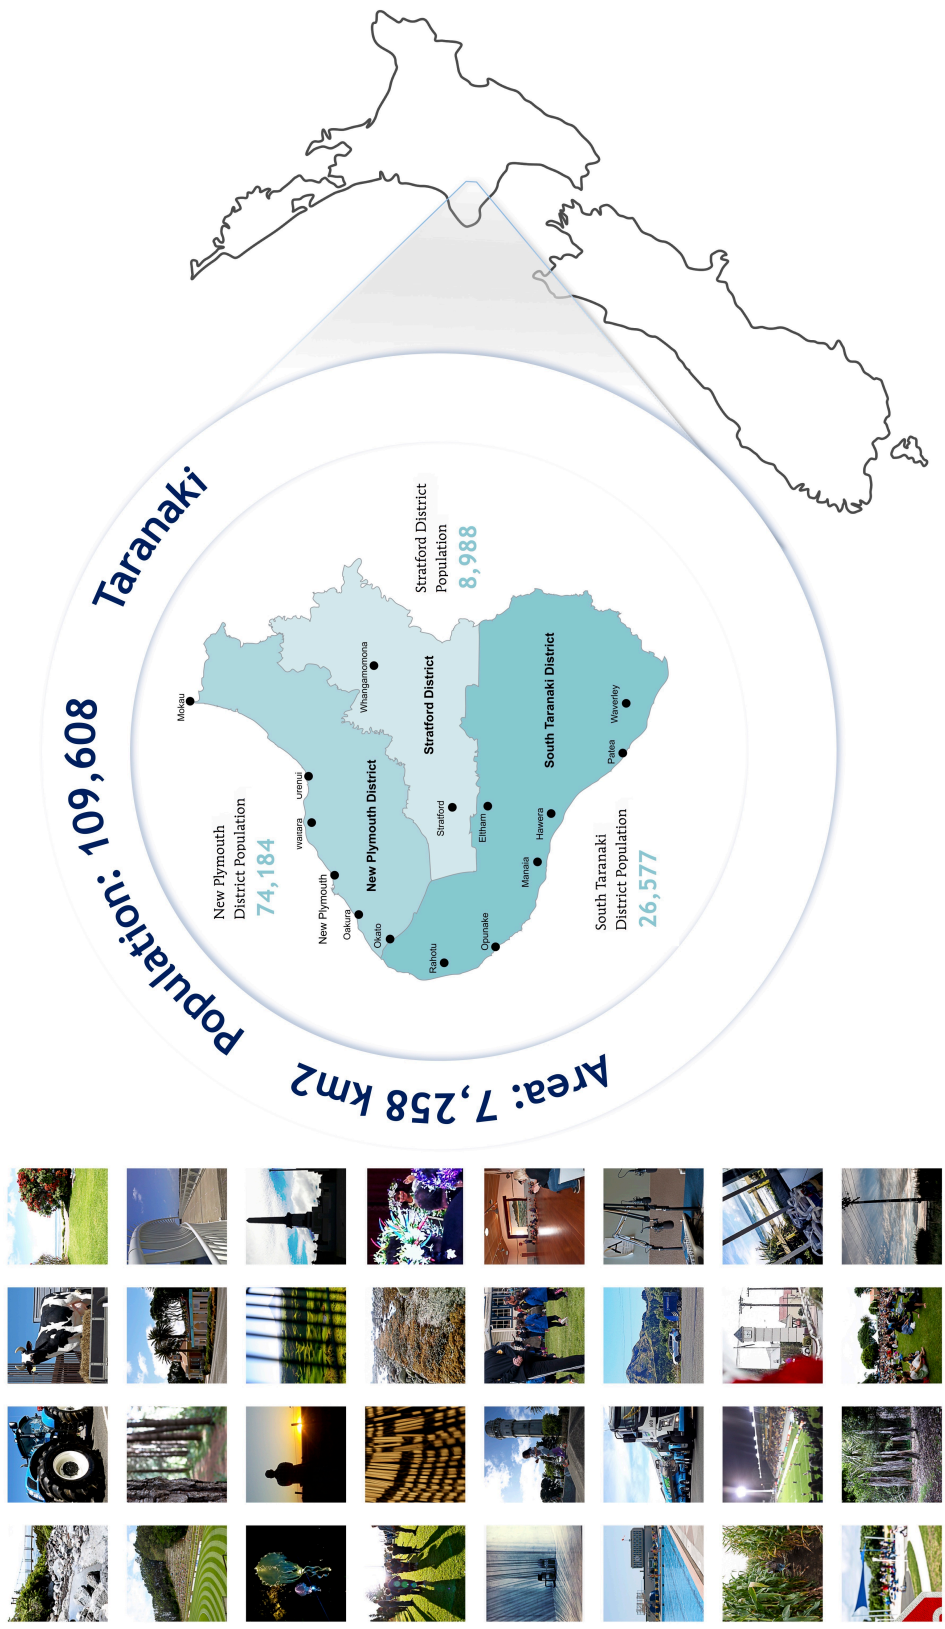 Taranaki
Population: 109,608
Area: 7,258 km2
New Plymouth
District Population
74,184
Stratford District
Population
8,988
South Taranaki
District Population
26,577
Mokau
Urenui
Waitara
New Plymouth
Oakura
Okato
New Plymouth District
Whangamomona
Stratford District
Stratford
Eltham
Rahotu
Opunake
Manaia
Hawera
South Taranaki District
Patea
Waverley